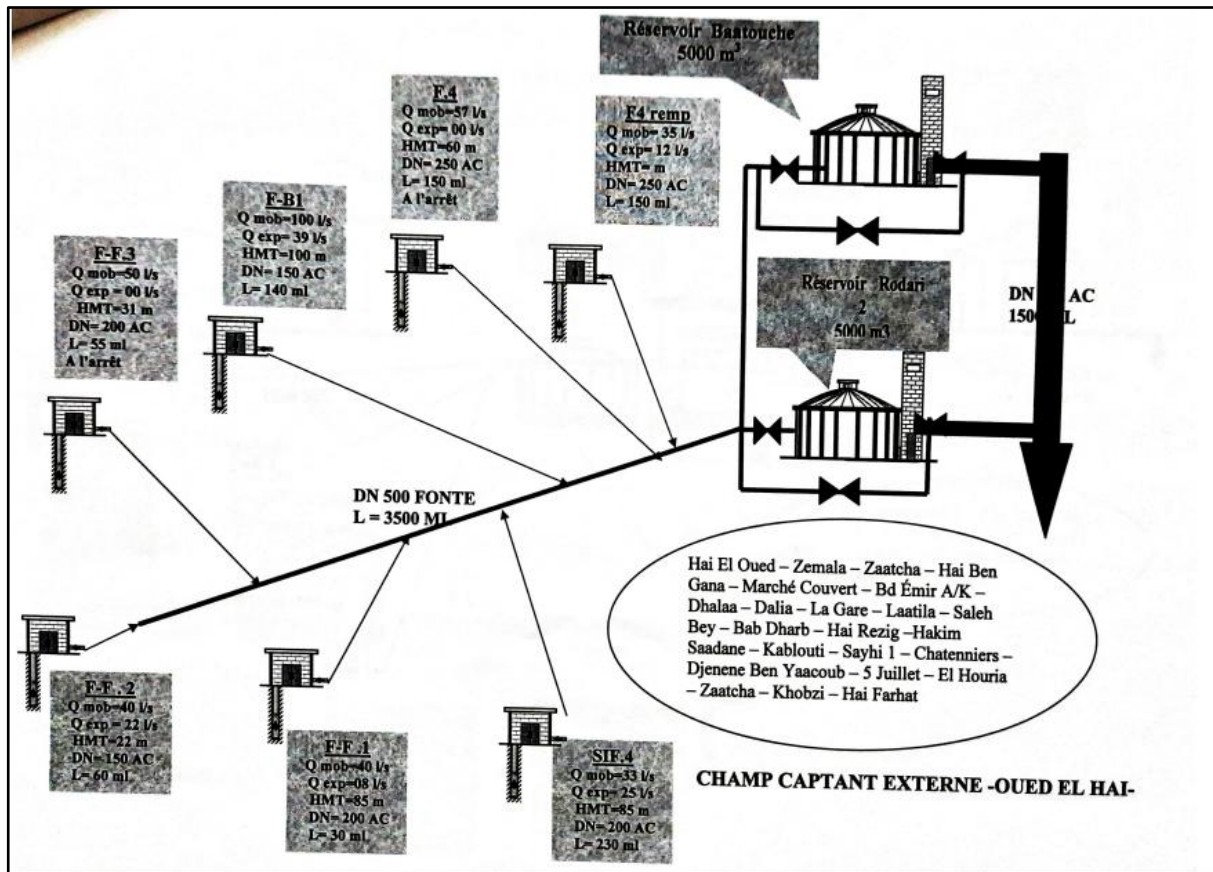 Réservoir Baatouche
5000 m³
F.4
Q mob=57 l/s
Q exp= 00 l/s
HMT=60 m
DN= 250 AC
L= 150 ml
A l'arrêt
F4 remp
Q mob= 35 l/s
Q exp= 12 l/s
HMT= m
DN= 250 AC
L= 150 ml
F-B1
Q mob=100 l/s
Q exp= 39 l/s
HMT=100 m
DN= 150 AC
L= 140 ml
F-F.3
Q mob=50 l/s
Q exp = 00 l/s
HMT=31 m
DN= 200 AC
L= 55 ml
A l'arrêt
Réservoir Rodari
2
5000 m3
DN AC
DN 500 FONTE
L = 3500 ML
Hai El Oued – Zemala – Zaatcha – Hai Ben
Gana – Marché Couvert – Bd Émir A/K –
Dhalaa – Dalia – La Gare – Laatila – Saleh
Bey – Bab Dharb – Hai Rezig –Hakim
Saadane – Kablouti – Sayhi 1 – Chatenniers –
Djenene Ben Yaacoub – 5 Juillet – El Houria
– Zaatcha – Khobzi – Hai Farhat
F-F .2
Q mob=40 l/s
Q exp = 22 l/s
HMT=22 m
DN=150 AC
L= 60 ml
F-F .1
Q mob=40 l/s
Q exp=08 l/s
HMT=85 m
DN= 200 AC
L= 30 ml
SIF.4
Q mob=33 l/s
Q exp=25 l/s
HMT=85 m
DN= 200 AC
L= 230 ml
CHAMP CAPTANT EXTERNE -OUED EL HAI-